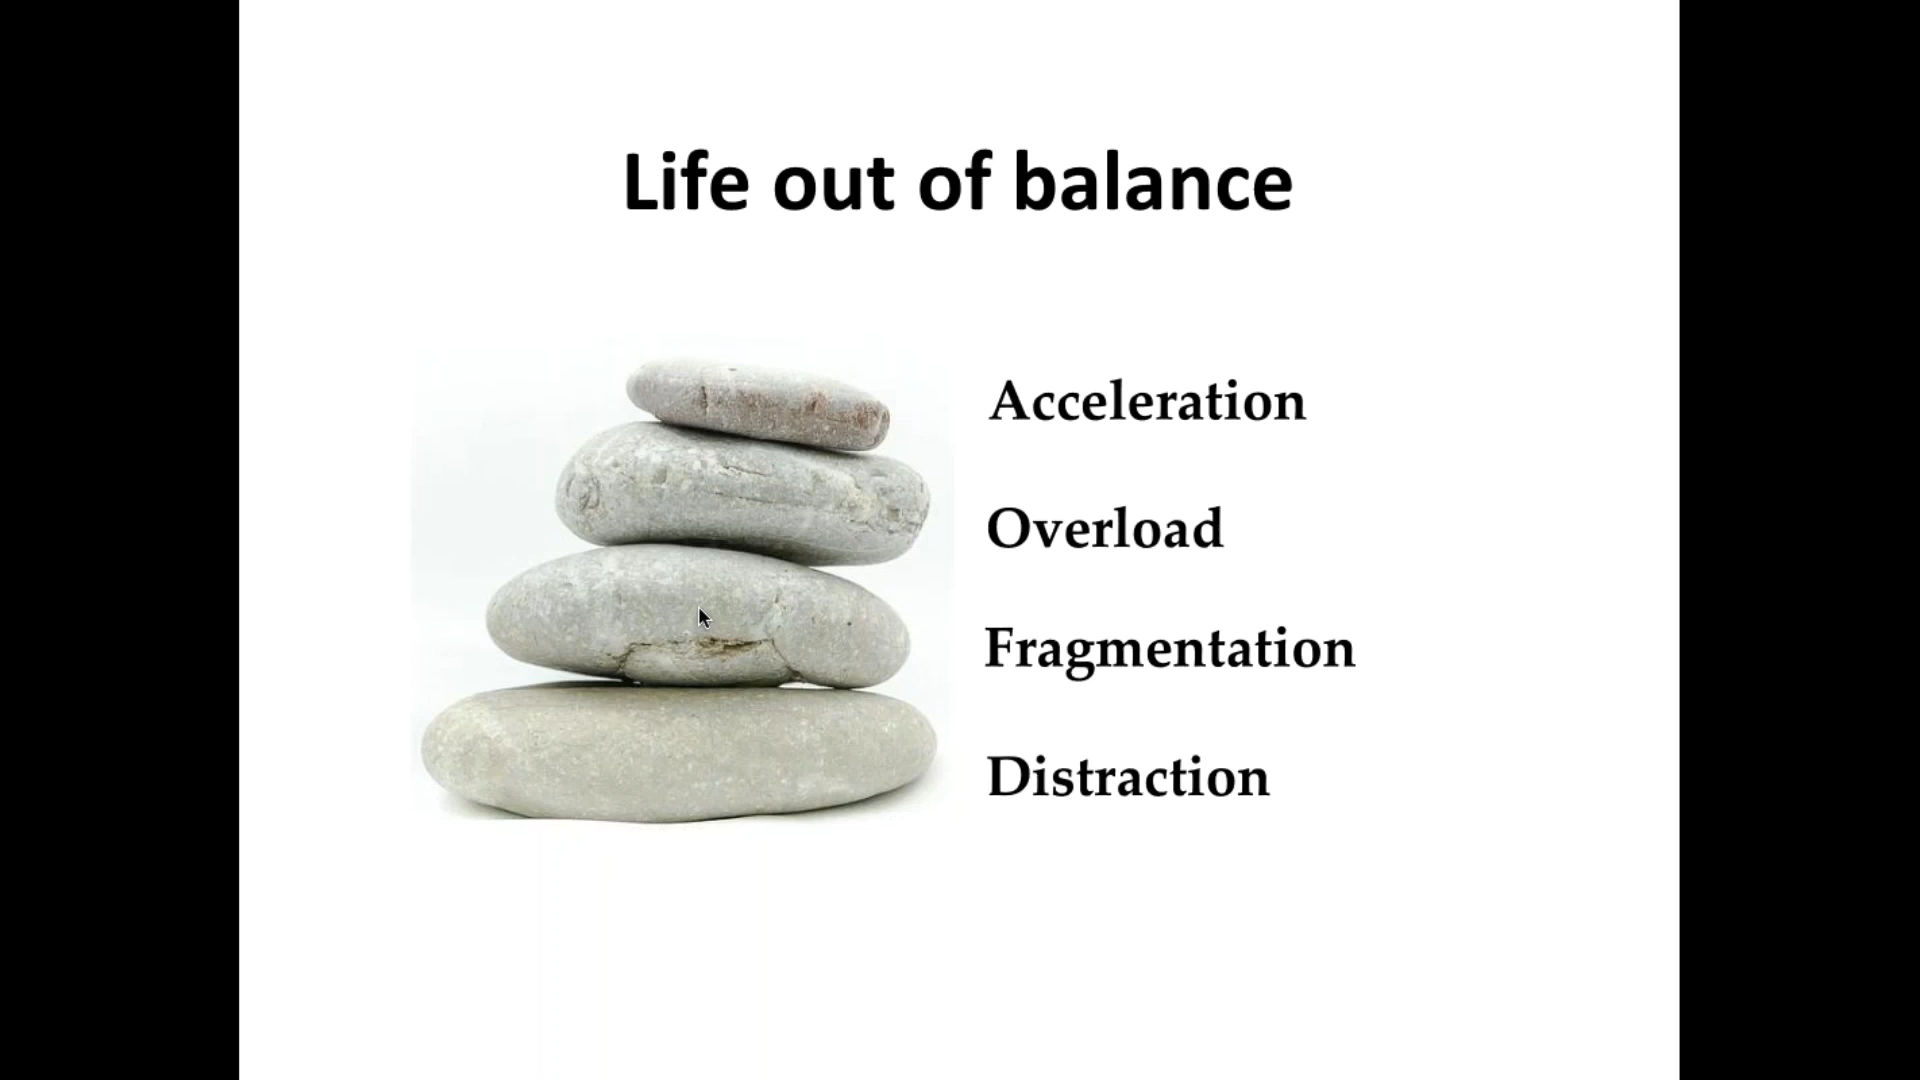 Life out of balance
Acceleration
Overload
Fragmentation
Distraction